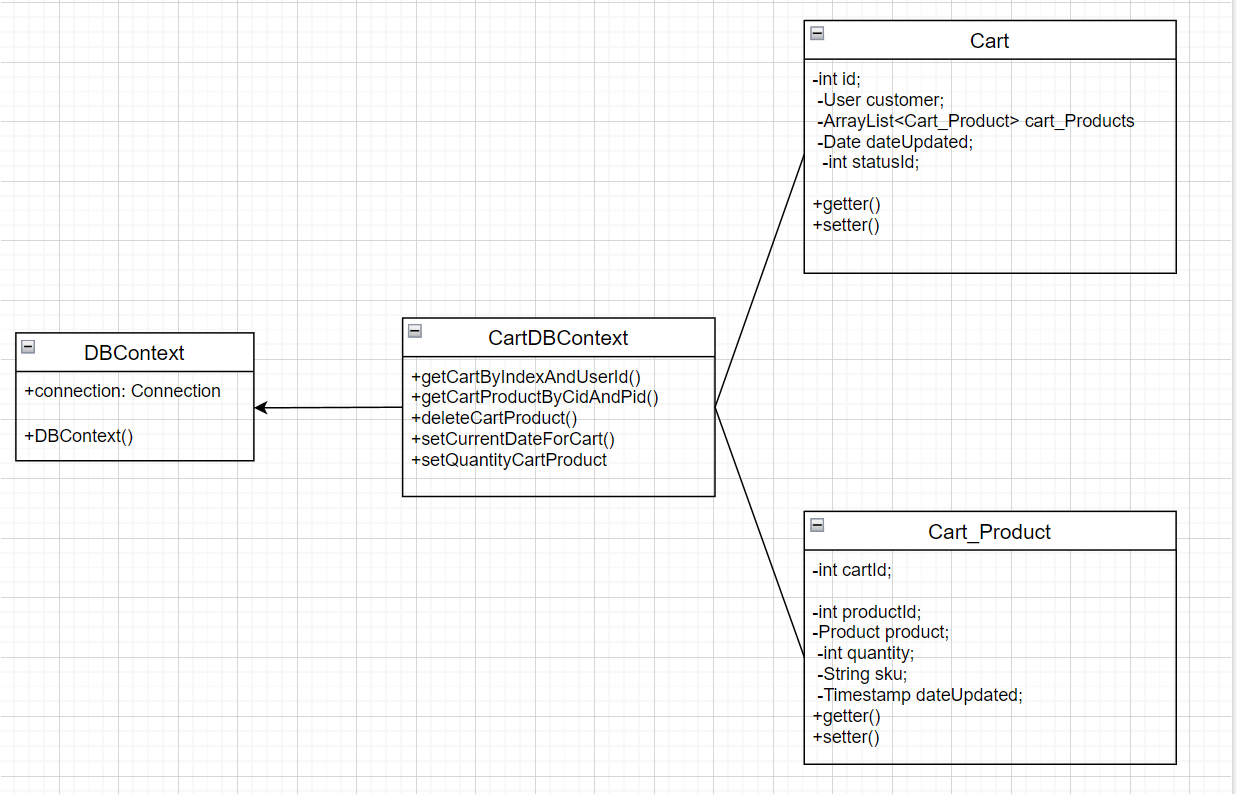 Cart
-int id;
-User customer;
-ArrayList<Cart_Product> cart_Products
-Date dateUpdated;
-int statusId;
+getter()
+setter()
DBContext
+connection: Connection
+DBContext()
CartDBContext
+getCartByIndexAndUserId()
+getCartProductByCidAndPid()
+deleteCartProduct()
+setCurrentDateForCart()
+setQuantityCartProduct
Cart_Product
-int cartId;
-int productId;
-Product product;
-int quantity;
-String sku;
-Timestamp dateUpdated;
+getter()
+setter()